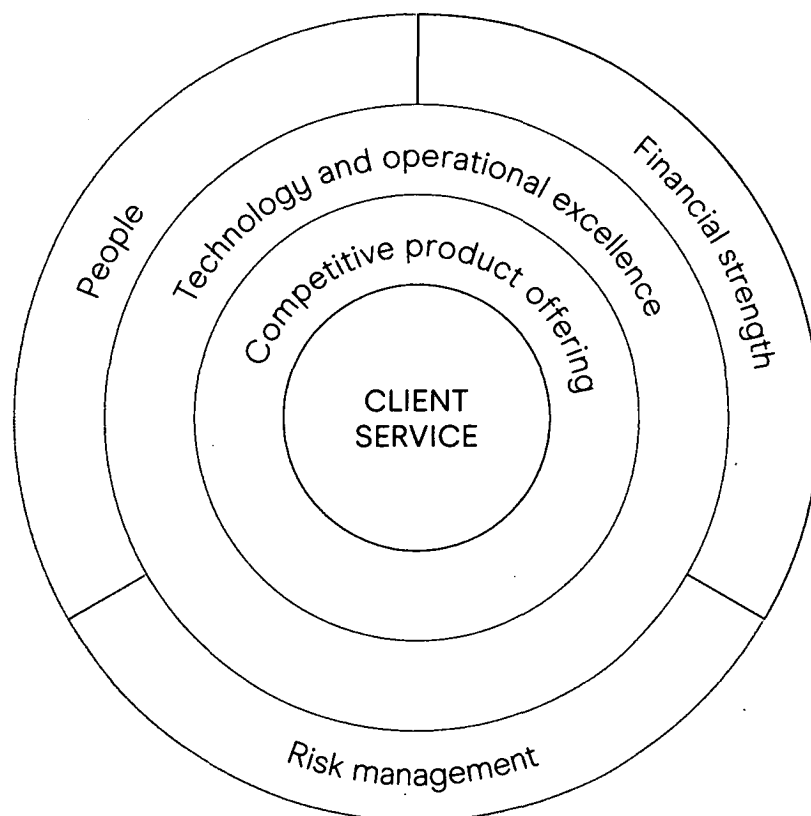 People
Financial strength
Technology and operational excellence
Competitive product offering
CLIENT
SERVICE
Risk management